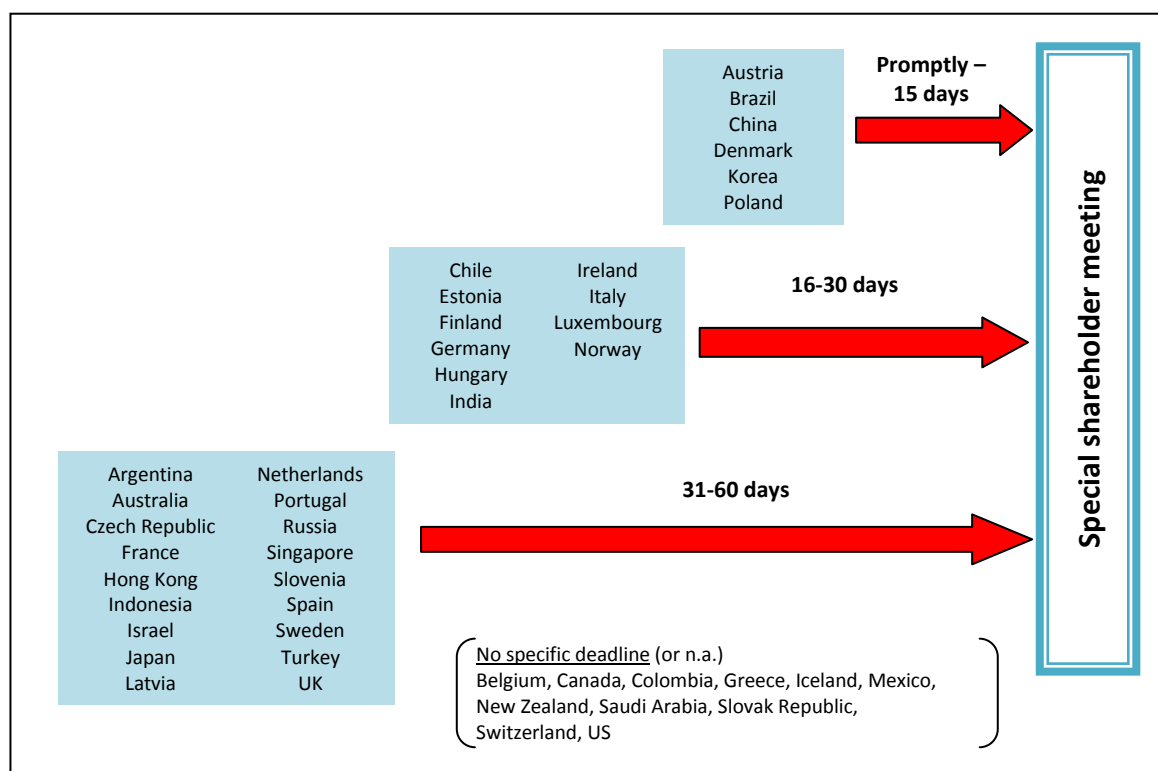 Austria
Brazil
China
Denmark
Korea
Poland
Promptly –
15 days
Chile
Estonia
Finland
Germany
Hungary
India
Ireland
Italy
Luxembourg
Norway
16-30 days
Argentina
Australia
Czech Republic
France
Hong Kong
Indonesia
Israel
Japan
Latvia
Netherlands
Portugal
Russia
Singapore
Slovenia
Spain
Sweden
Turkey
UK
31-60 days
No specific deadline (or n.a.)
Belgium, Canada, Colombia, Greece, Iceland, Mexico,
New Zealand, Saudi Arabia, Slovak Republic,
Switzerland, US
Special shareholder meeting